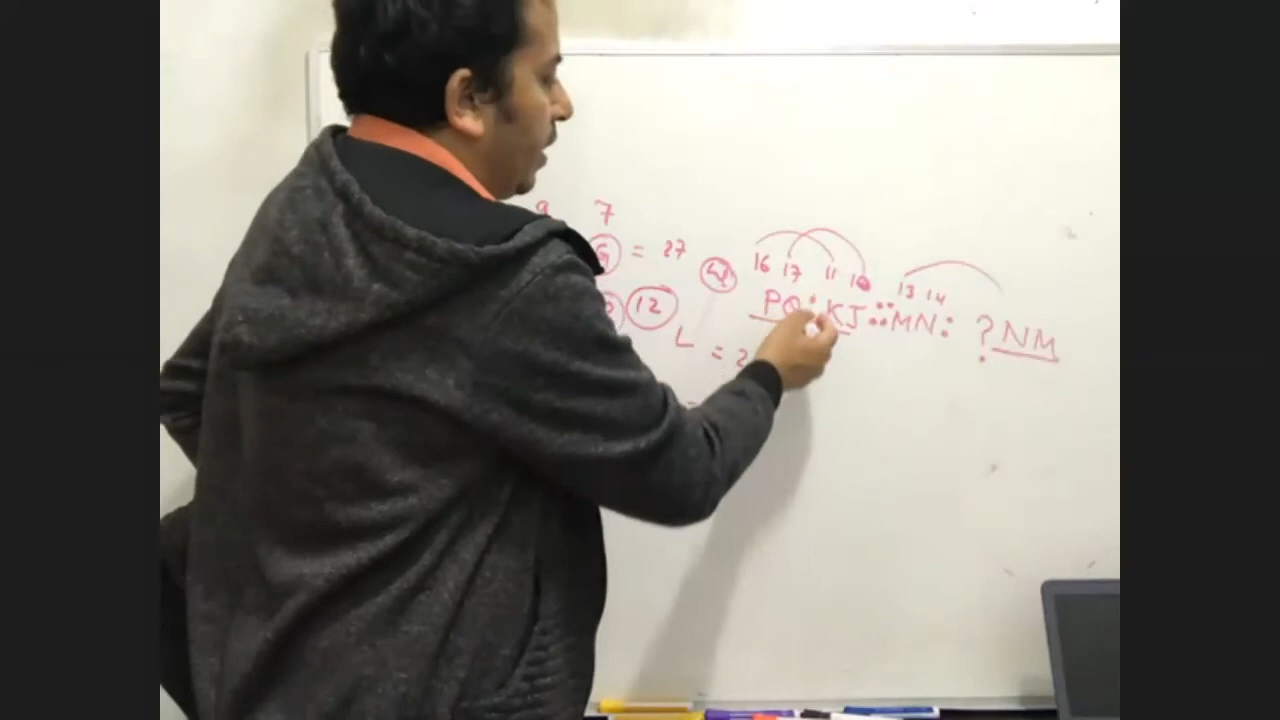 9 7
= 27
12
L = 2
16 17 11 10 13 14
PQ : KJ :: MN : ? NM